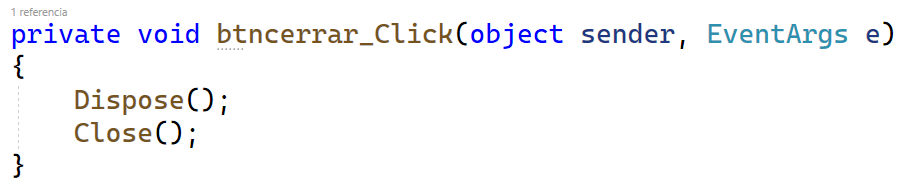 1 referencia
private void btncerrar_Click(object sender, EventArgs e)
{
    Dispose();
    Close();
}